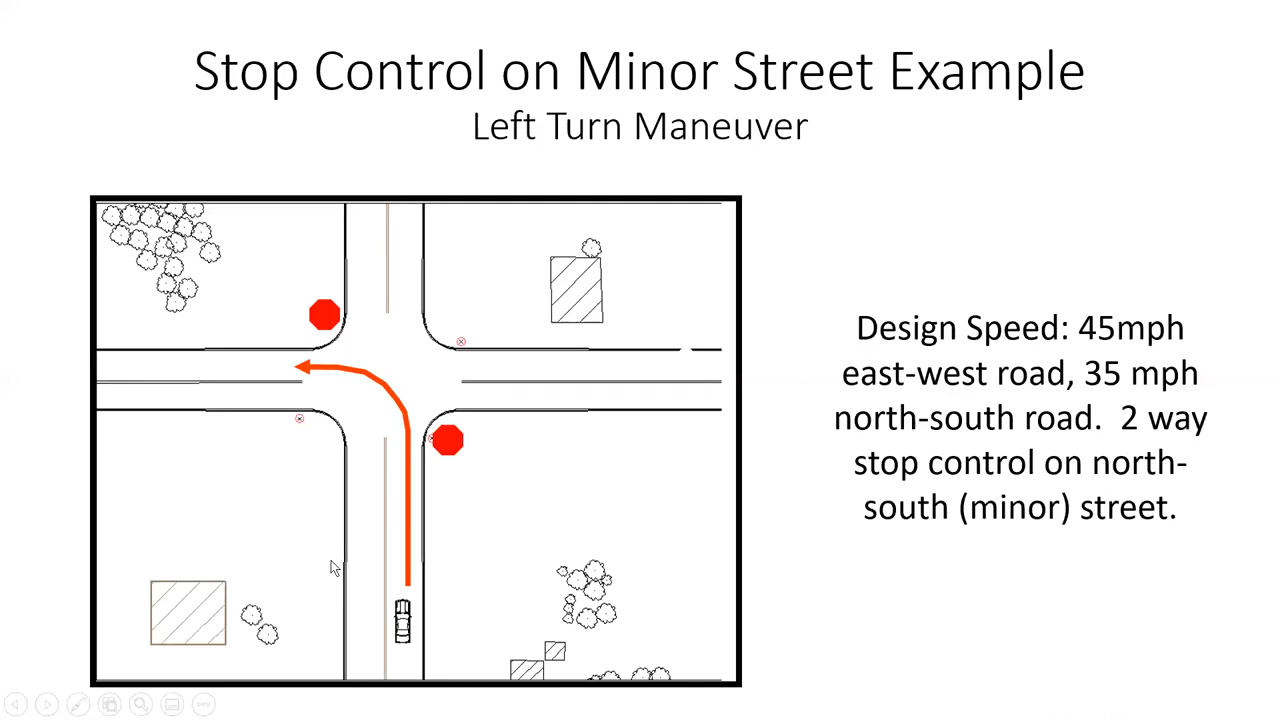 Stop Control on Minor Street Example
Left Turn Maneuver
Design Speed: 45mph
east-west road, 35 mph
north-south road.  2 way
stop control on north-
south (minor) street.